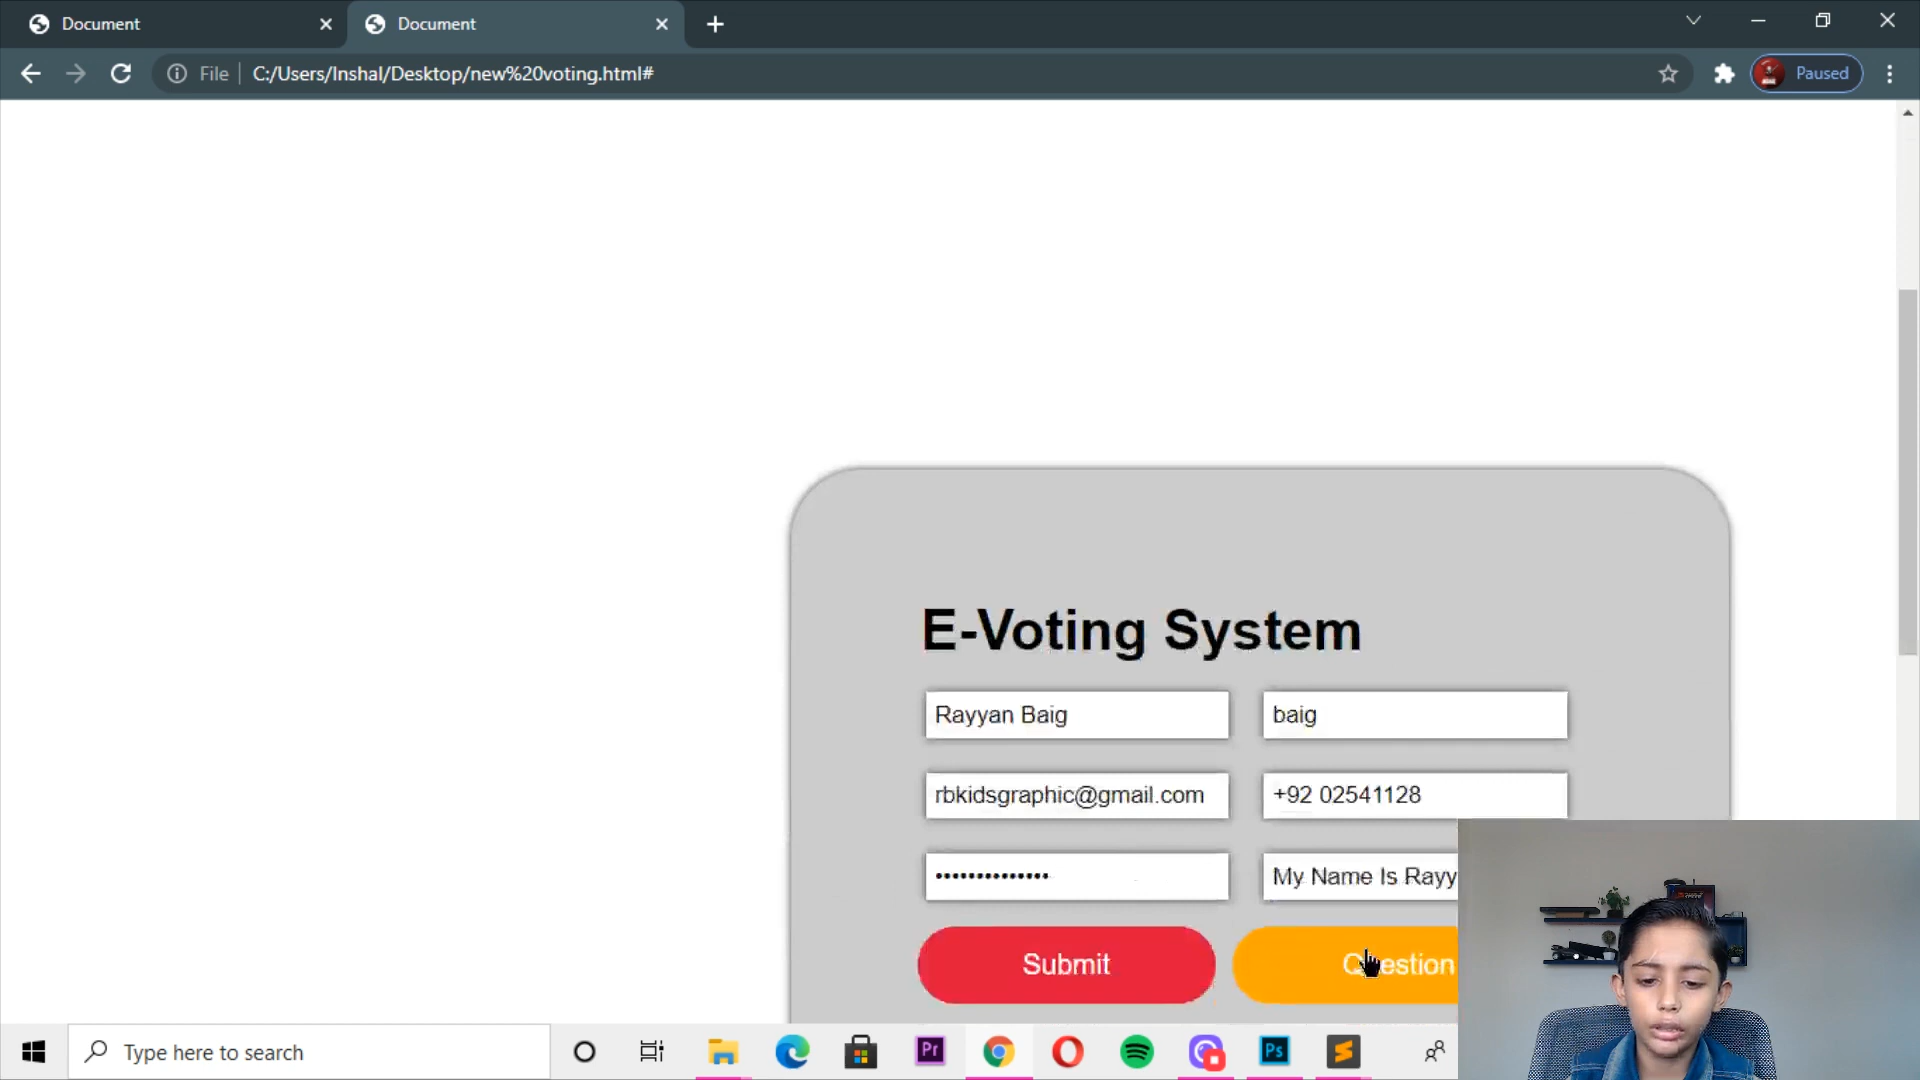 Document
Document
File
C:/Users/Inshal/Desktop/new%20voting.html#
Paused
E-Voting System
Rayyan Baig
baig
rbkidsgraphic@gmail.com
+92 02541128
My Name Is Rayy
Submit
Question
Type here to search
Pr
Ps